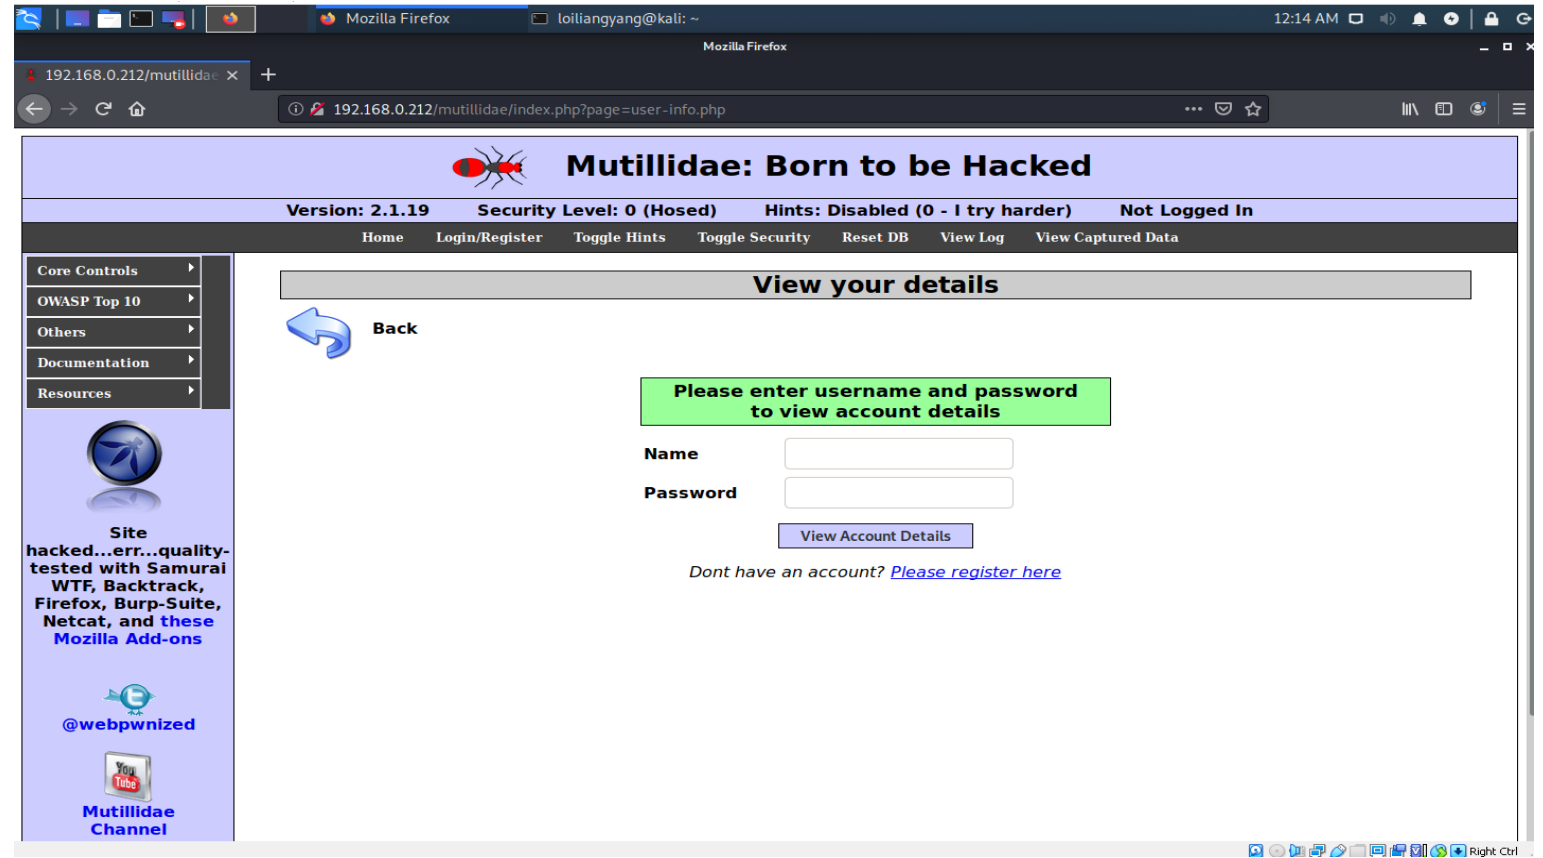 Mozilla Firefox
loiliangyang@kali: ~
12:14 AM
Mozilla Firefox
192.168.0.212/mutillidae
192.168.0.212/mutillidae/index.php?page=user-info.php
Mutillidae: Born to be Hacked
Version: 2.1.19 Security Level: 0 (Hosed) Hints: Disabled (0 - I try harder) Not Logged In
Home Login/Register Toggle Hints Toggle Security Reset DB View Log View Captured Data
Core Controls
OWASP Top 10
Others
Documentation
Resources
Site
hacked...err...quality-
tested with Samurai
WTF, Backtrack,
Firefox, Burp-Suite,
Netcat, and these
Mozilla Add-ons
@webpwnized
You
Tube
Mutillidae
Channel
View your details
Back
Please enter username and password
to view account details
Name
Password
View Account Details
Dont have an account? Please register here
Right Ctrl